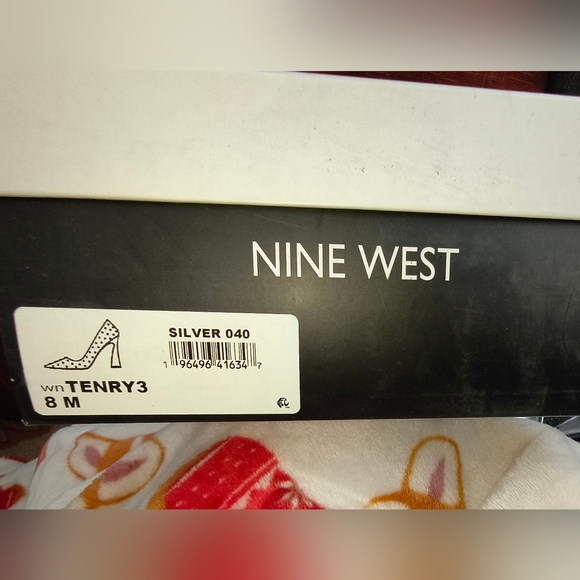 NINE WEST
SILVER 040
1 96496 41634 7
wnTENRY3
8 M